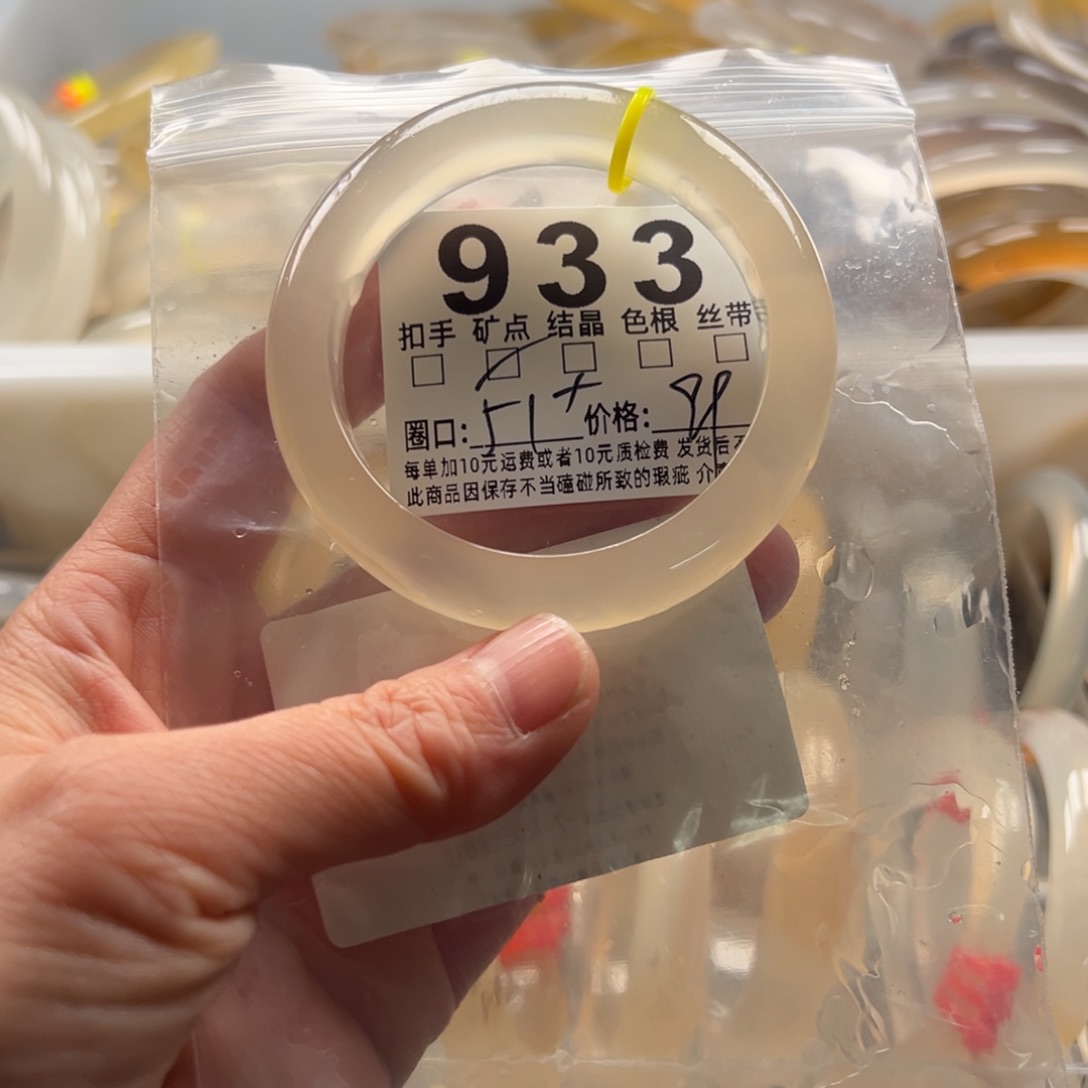 933
扣手 矿点 结晶 色根 丝带
□ □ □ □ □
圈口: 51+ 价格: 98
每单加10元运费或者10元质检费 发货后不
此商品因保存不当磕碰所致的瑕疵 介